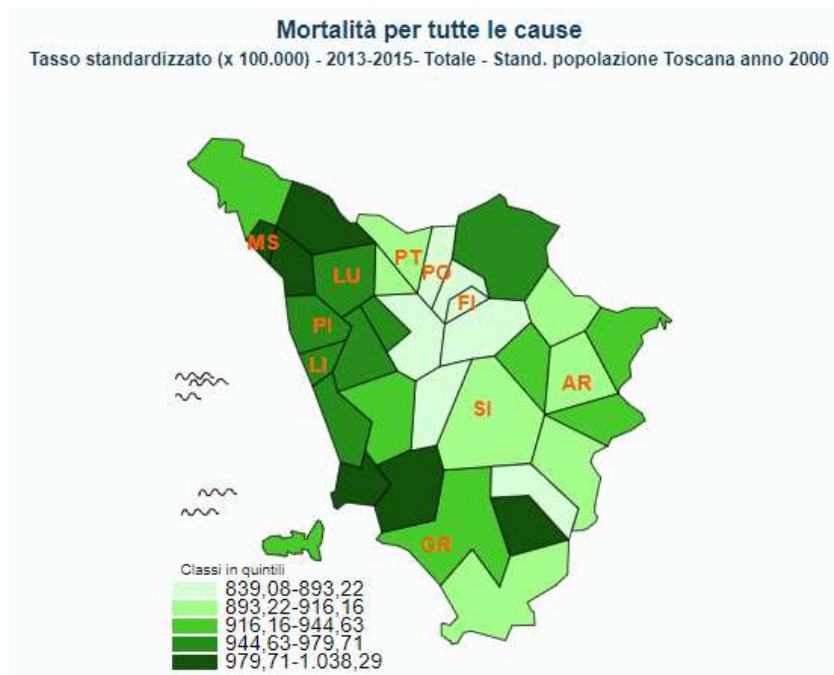 Mortalità per tutte le cause
Tasso standardizzato (x 100.000) - 2013-2015- Totale - Stand. popolazione Toscana anno 2000
MS
LU
PT
PO
FI
PI
LI
AR
SI
GR
Classi in quintili
839,08-893,22
893,22-916,16
916,16-944,63
944,63-979,71
979,71-1.038,29